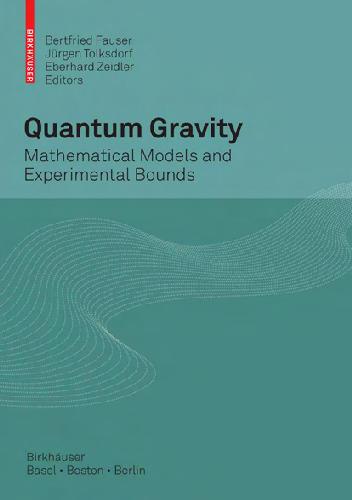 BIRKHÄUSER
Bertfried Fauser
Jürgen Tolksdorf
Eberhard Zeidler
Editors
Quantum Gravity
Mathematical Models and
Experimental Bounds
Birkhäuser
Basel • Boston • Berlin